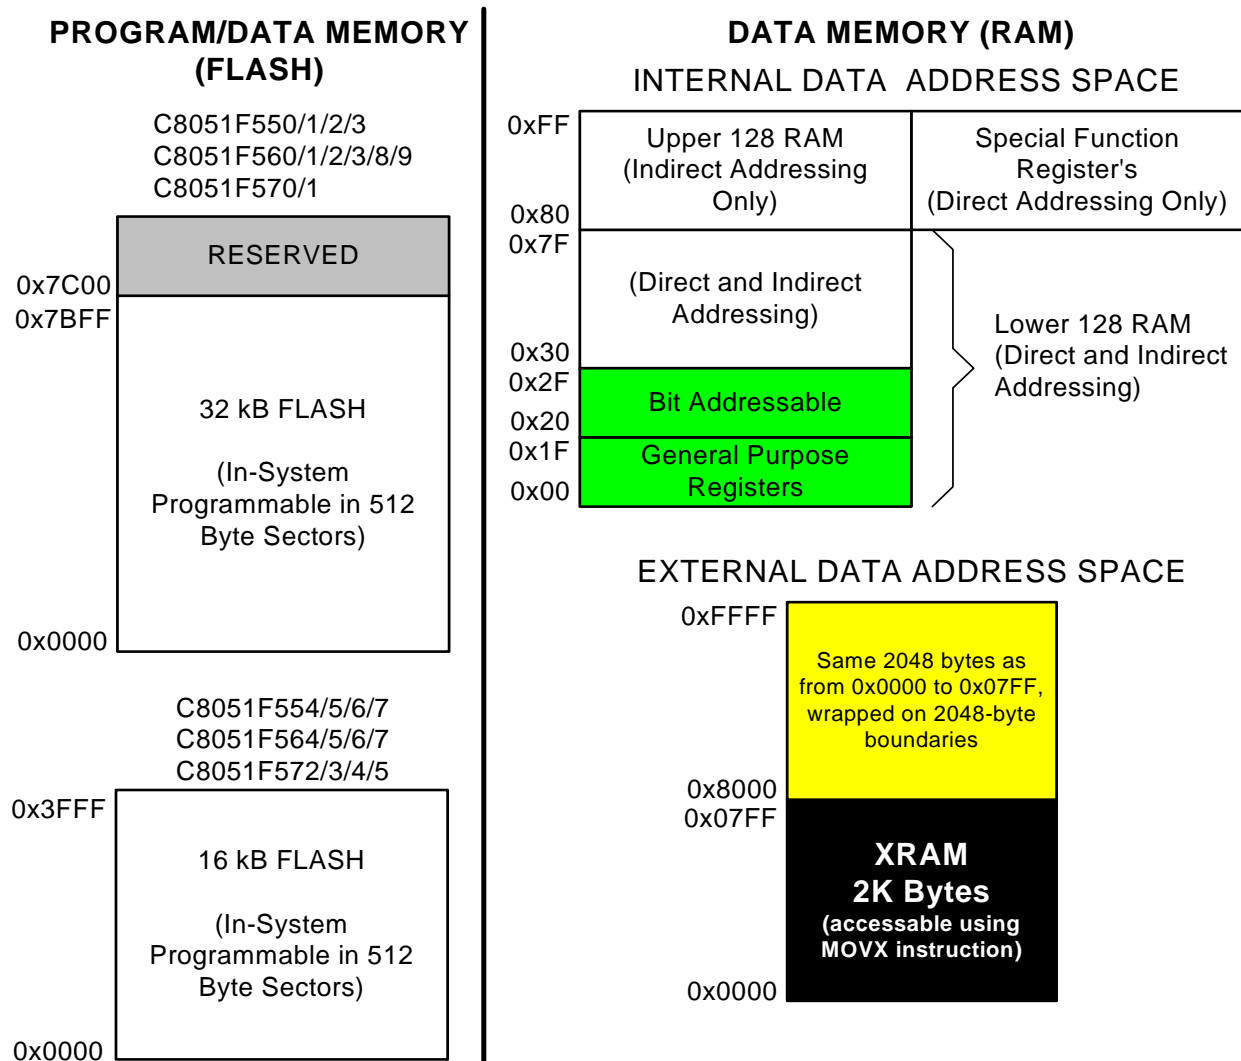 PROGRAM/DATA MEMORY
(FLASH)
C8051F550/1/2/3
C8051F560/1/2/3/8/9
C8051F570/1
RESERVED
0x7C00
0x7BFF
32 kB FLASH
(In-System
Programmable in 512
Byte Sectors)
0x0000
C8051F554/5/6/7
C8051F564/5/6/7
C8051F572/3/4/5
0x3FFF
16 kB FLASH
(In-System
Programmable in 512
Byte Sectors)
0x0000
DATA MEMORY (RAM)
INTERNAL DATA ADDRESS SPACE
0xFF
Upper 128 RAM
(Indirect Addressing
Only)
0x80
Special Function
Register's
(Direct Addressing Only)
0x7F
(Direct and Indirect
Addressing)
0x30
Lower 128 RAM
(Direct and Indirect
Addressing)
0x2F
Bit Addressable
0x20
0x1F
General Purpose
Registers
0x00
EXTERNAL DATA ADDRESS SPACE
0xFFFF
Same 2048 bytes as
from 0x0000 to 0x07FF,
wrapped on 2048-byte
boundaries
0x8000
0x07FF
XRAM
2K Bytes
(accessable using
MOVX instruction)
0x0000